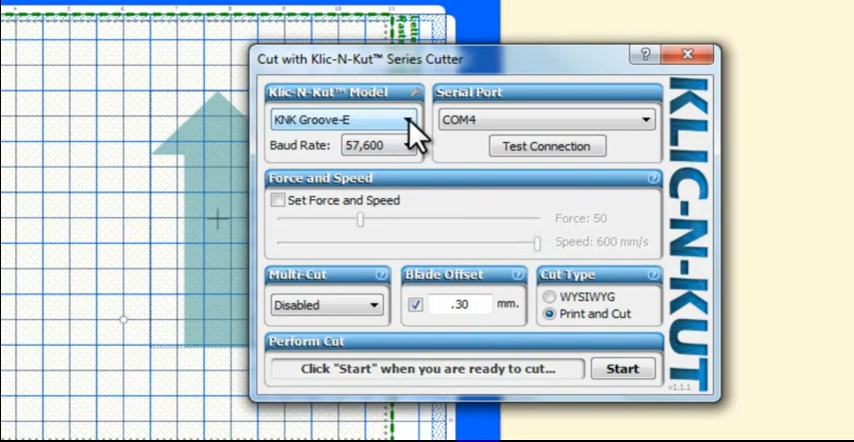 Cut with Klic-N-Kut™ Series Cutter
Klic-N-Kut™ Model
Serial Port
KNK Groove-E
COM4
Baud Rate: 57,600
Test Connection
Force and Speed
Set Force and Speed
Force: 50
Speed: 600 mm/s
Multi-Cut
Blade Offset
Cut Type
Disabled
.30 mm.
WYSIWYG
Print and Cut
Perform Cut
Click "Start" when you are ready to cut...
Start
KLIC-N-KUT
v1.1.1